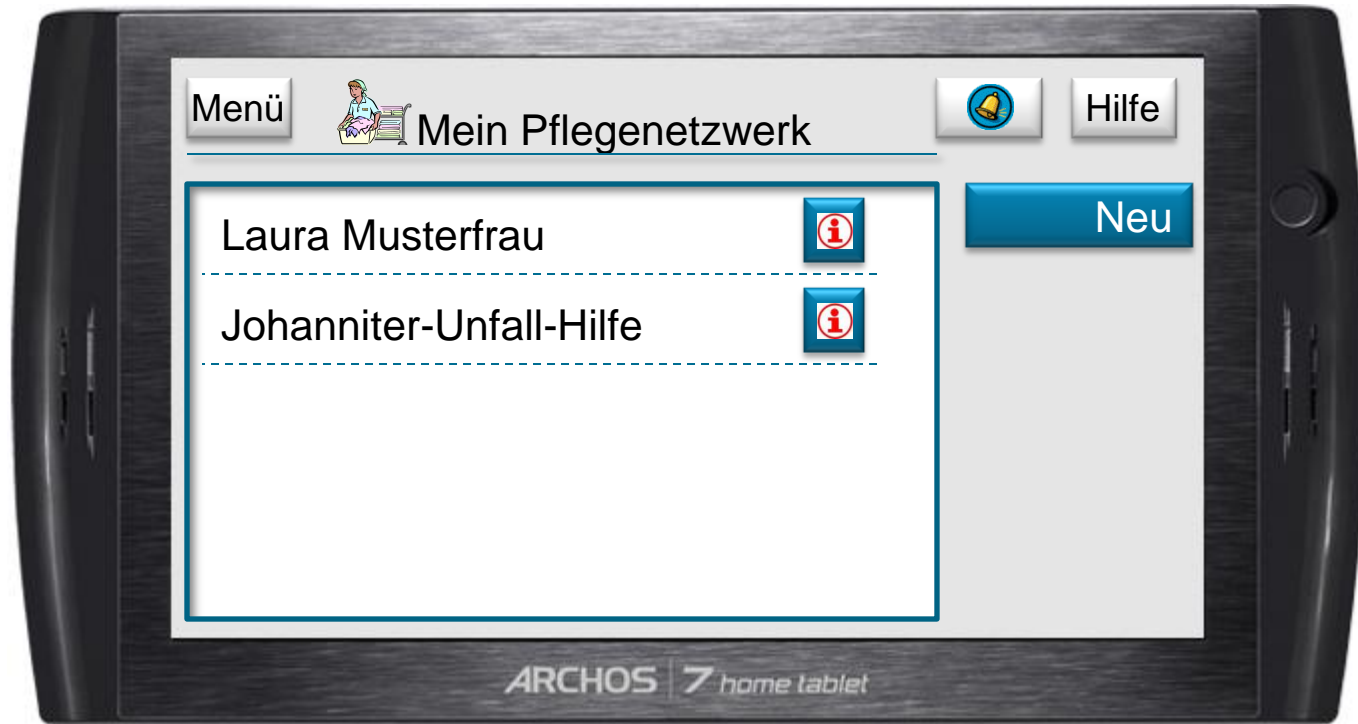 Menü
Mein Pflegenetzwerk
Hilfe
Laura Musterfrau
Neu
Johanniter-Unfall-Hilfe
ARCHOS 7 home tablet